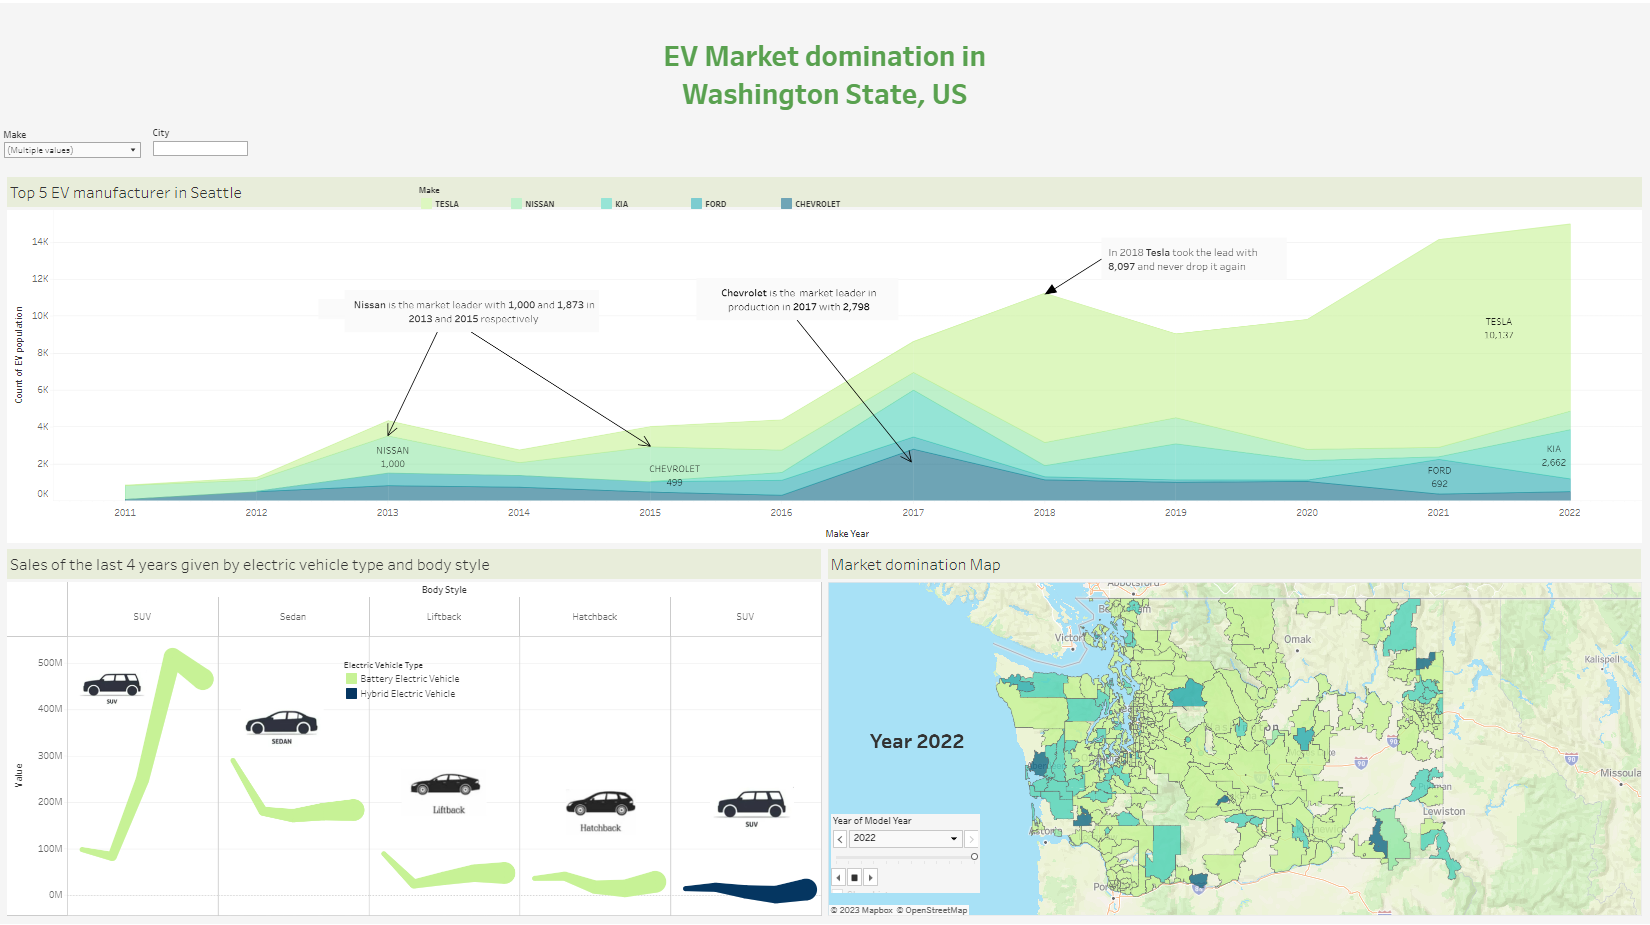 EV Market domination in
Washington State, US
Make
City
(Multiple values)
Top 5 EV manufacturer in Seattle
Make
TESLA
NISSAN
KIA
FORD
CHEVROLET
Count of EV population
14K
12K
10K
8K
6K
4K
2K
0K
Nissan is the market leader with 1,000 and 1,873 in
2013 and 2015 respectively
Chevrolet is the market leader in
production in 2017 with 2,798
In 2018 Tesla took the lead with
8,097 and never drop it again
TESLA
10,137
NISSAN
1,000
CHEVROLET
499
FORD
692
KIA
2,662
2011
2012
2013
2014
2015
2016
2017
2018
2019
2020
2021
2022
Make Year
Sales of the last 4 years given by electric vehicle type and body style
Body Style
SUV
Sedan
Liftback
Hatchback
SUV
Value
500M
400M
300M
200M
100M
0M
Electric Vehicle Type
Battery Electric Vehicle
Hybrid Electric Vehicle
SUV
SEDAN
Liftback
Hatchback
SUV
Market domination Map
Abbotsford
Victor
Omak
Kalispell
Missoula
Lewiston
90
90
90
Year 2022
Year of Model Year
2022
© 2023 Mapbox © OpenStreetMap